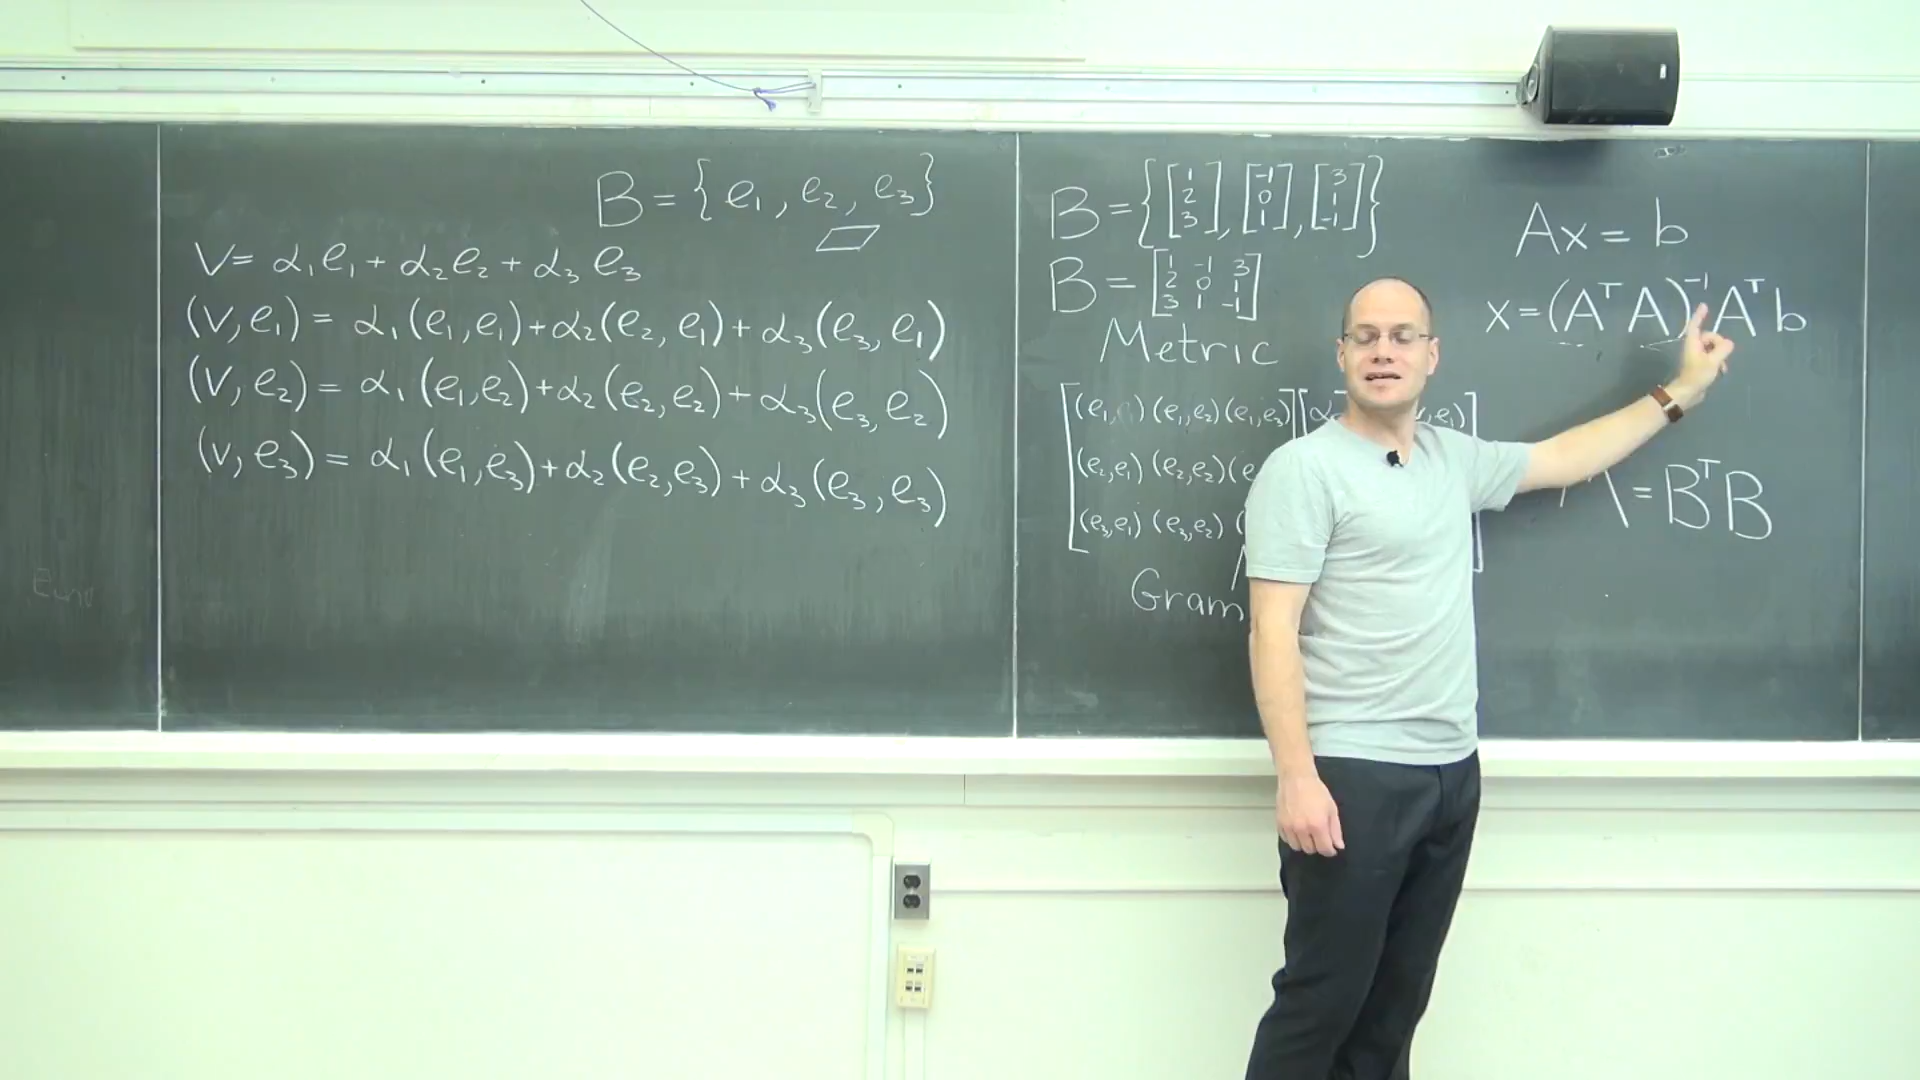 B = {e₁, e₂, e₃}
V = α₁e₁ + α₂e₂ + α₃e₃
(V, e₁) = α₁(e₁, e₁) + α₂(e₂, e₁) + α₃(e₃, e₁)
(V, e₂) = α₁(e₁, e₂) + α₂(e₂, e₂) + α₃(e₃, e₂)
(V, e₃) = α₁(e₁, e₃) + α₂(e₂, e₃) + α₃(e₃, e₃)
B = {[1 2 3], [-1 0 1], [3 1 -1]}
B = [1 -1 3
2 0 1
3 1 -1]
Metric
(e₁, ) (e₁, e₂) (e₁, e₃) , e₁)
(e₂, e₁) (e₂, e₂)
(e₃, e₁) (e₃, e₂)
Gram
Ax = b
x = (AᵀA)⁻¹Aᵀb
= BᵀB